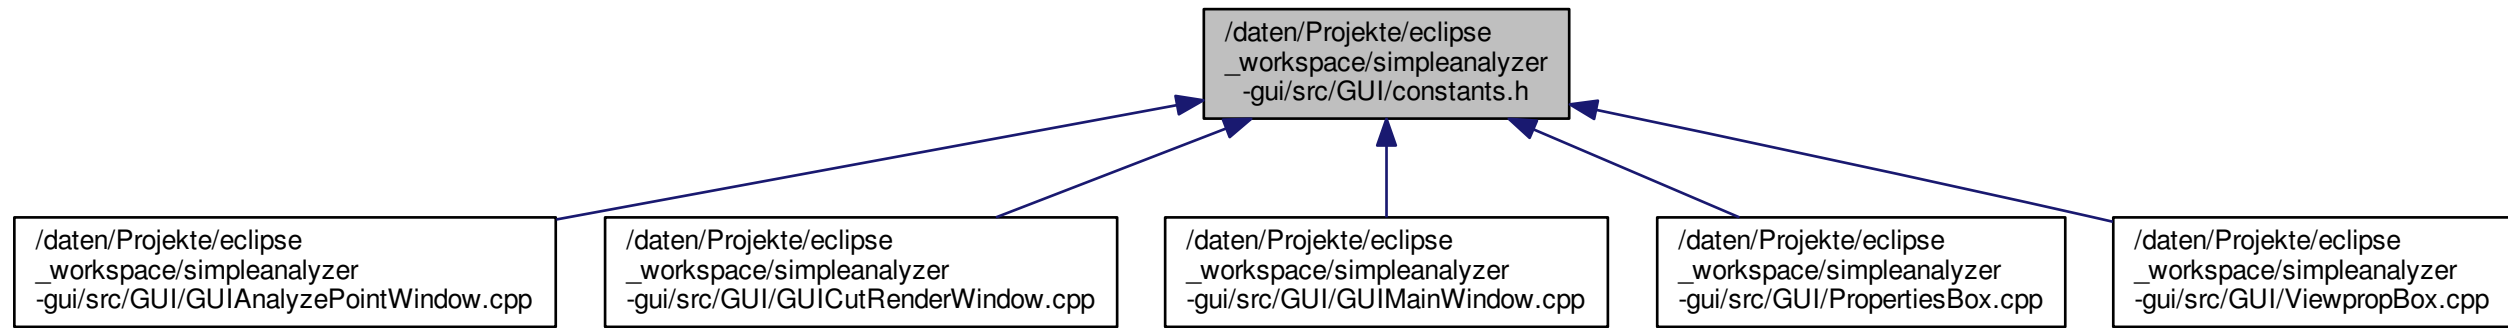 /daten/Projekte/eclipse
_workspace/simpleanalyzer
-gui/src/GUI/constants.h
/daten/Projekte/eclipse
_workspace/simpleanalyzer
-gui/src/GUI/GUIAnalyzePointWindow.cpp
/daten/Projekte/eclipse
_workspace/simpleanalyzer
-gui/src/GUI/GUICutRenderWindow.cpp
/daten/Projekte/eclipse
_workspace/simpleanalyzer
-gui/src/GUI/GUIMainWindow.cpp
/daten/Projekte/eclipse
_workspace/simpleanalyzer
-gui/src/GUI/PropertiesBox.cpp
/daten/Projekte/eclipse
_workspace/simpleanalyzer
-gui/src/GUI/ViewpropBox.cpp